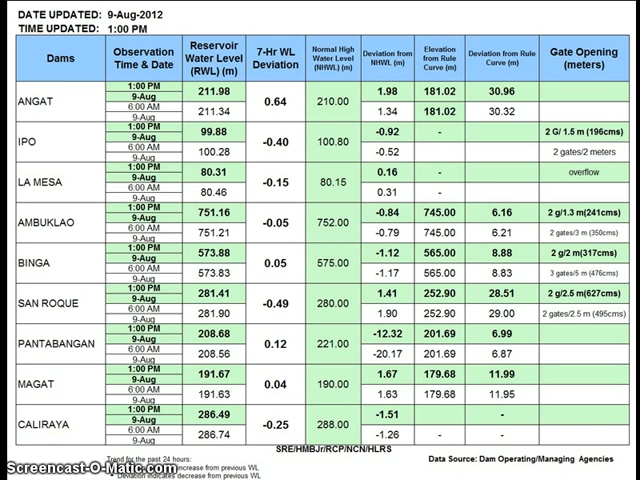 DATE UPDATED: 9-Aug-2012
TIME UPDATED: 1:00 PM
Dams Observation Time & Date Reservoir Water Level (RWL) (m) 7-Hr WL Deviation Normal High Water Level (NHWL) (m) Deviation from NHWL (m) Elevation from Rule Curve (m) Deviation from Rule Curve (m) Gate Opening (meters)
ANGAT 1:00 PM 9-Aug 211.98 0.64 210.00 1.98 181.02 30.96
6:00 AM 9-Aug 211.34 1.34 181.02 30.32
IPO 1:00 PM 9-Aug 99.88 -0.40 100.80 -0.92 - 2 G/ 1.5 m (196cms)
6:00 AM 9-Aug 100.28 -0.52 2 gates/2 meters
LA MESA 1:00 PM 9-Aug 80.31 -0.15 80.15 0.16 - overflow
6:00 AM 9-Aug 80.46 0.31 -
AMBUKLAO 1:00 PM 9-Aug 751.16 -0.05 752.00 -0.84 745.00 6.16 2 g/1.3 m(241cms)
6:00 AM 9-Aug 751.21 -0.79 745.00 6.21 2 gates/3 m (350cms)
BINGA 1:00 PM 9-Aug 573.88 0.05 575.00 -1.12 565.00 8.88 2 g/2 m(317cms)
6:00 AM 9-Aug 573.83 -1.17 565.00 8.83 3 gates/5 m (476cms)
SAN ROQUE 1:00 PM 9-Aug 281.41 -0.49 280.00 1.41 252.90 28.51 2 g/2.5 m(627cms)
6:00 AM 9-Aug 281.90 1.90 252.90 29.00 2 gates/2.5 m (495cms)
PANTABANGAN 1:00 PM 9-Aug 208.68 0.12 221.00 -12.32 201.69 6.99
6:00 AM 9-Aug 208.56 -20.17 201.69 6.87
MAGAT 1:00 PM 9-Aug 191.67 0.04 190.00 1.67 179.68 11.99
6:00 AM 9-Aug 191.63 1.63 179.68 11.95
CALIRAYA 1:00 PM 9-Aug 286.49 -0.25 288.00 -1.51 -
6:00 AM 9-Aug 286.74 -1.26 -
SRE/HMBJr/RCP/NCN/HLRS
Trend for the past 24 hours: Data Source: Dam Operating/Managing Agencies
Screencast-O-Matic.com increase from previous WL
- Deviation indicates decrease from previous WL